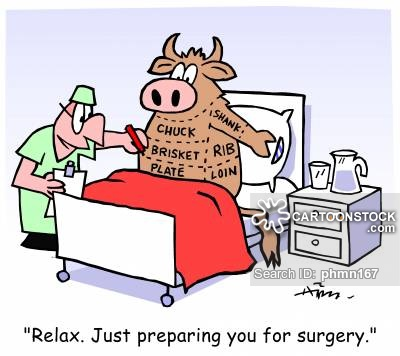 SHANK
CHUCK
BRISKET
RIB
PLATE
LOIN
CARTOONSTOCK
.com
Search ID: phmn167
"Relax. Just preparing you for surgery."